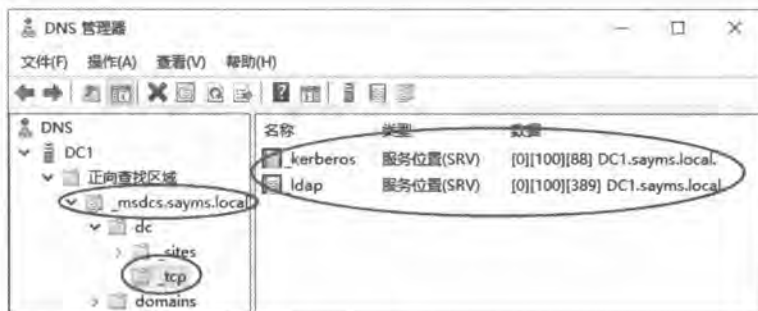 DNS 管理器
文件(F) 操作(A) 查看(V) 帮助(H)
DNS
DC1
正向查找区域
_msdcs.sayms.local
dc
_sites
_tcp
domains
名称 类型 数据
_kerberos 服务位置(SRV) [0][100][88] DC1.sayms.local.
_ldap 服务位置(SRV) [0][100][389] DC1.sayms.local.